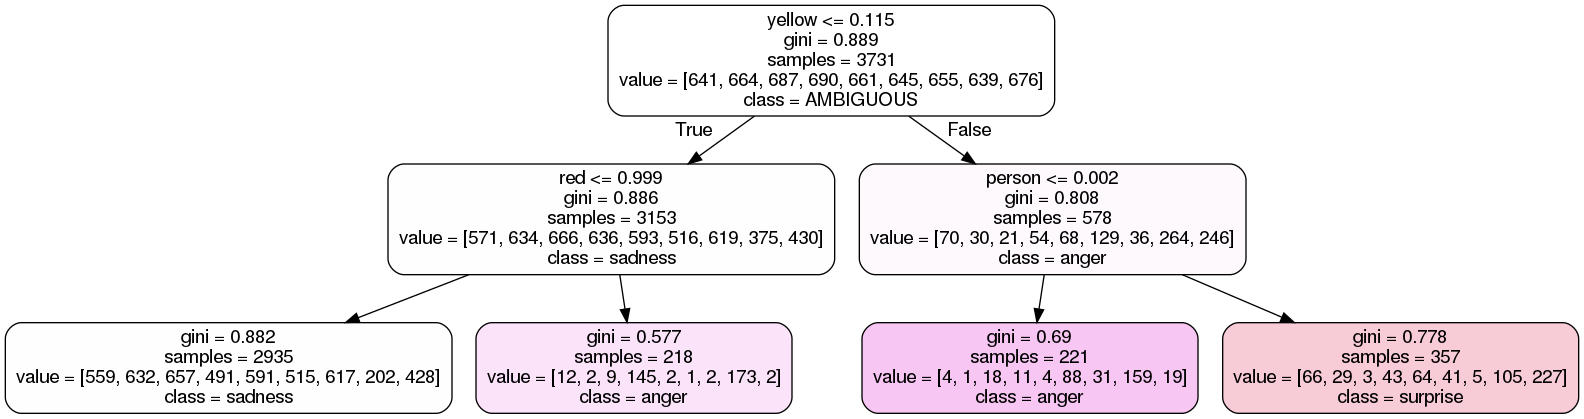 yellow <= 0.115
gini = 0.889
samples = 3731
value = [641, 664, 687, 690, 661, 645, 655, 639, 676]
class = AMBIGUOUS
True
False
red <= 0.999
gini = 0.886
samples = 3153
value = [571, 634, 666, 636, 593, 516, 619, 375, 430]
class = sadness
person <= 0.002
gini = 0.808
samples = 578
value = [70, 30, 21, 54, 68, 129, 36, 264, 246]
class = anger
gini = 0.882
samples = 2935
value = [559, 632, 657, 491, 591, 515, 617, 202, 428]
class = sadness
gini = 0.577
samples = 218
value = [12, 2, 9, 145, 2, 1, 2, 173, 2]
class = anger
gini = 0.69
samples = 221
value = [4, 1, 18, 11, 4, 88, 31, 159, 19]
class = anger
gini = 0.778
samples = 357
value = [66, 29, 3, 43, 64, 41, 5, 105, 227]
class = surprise